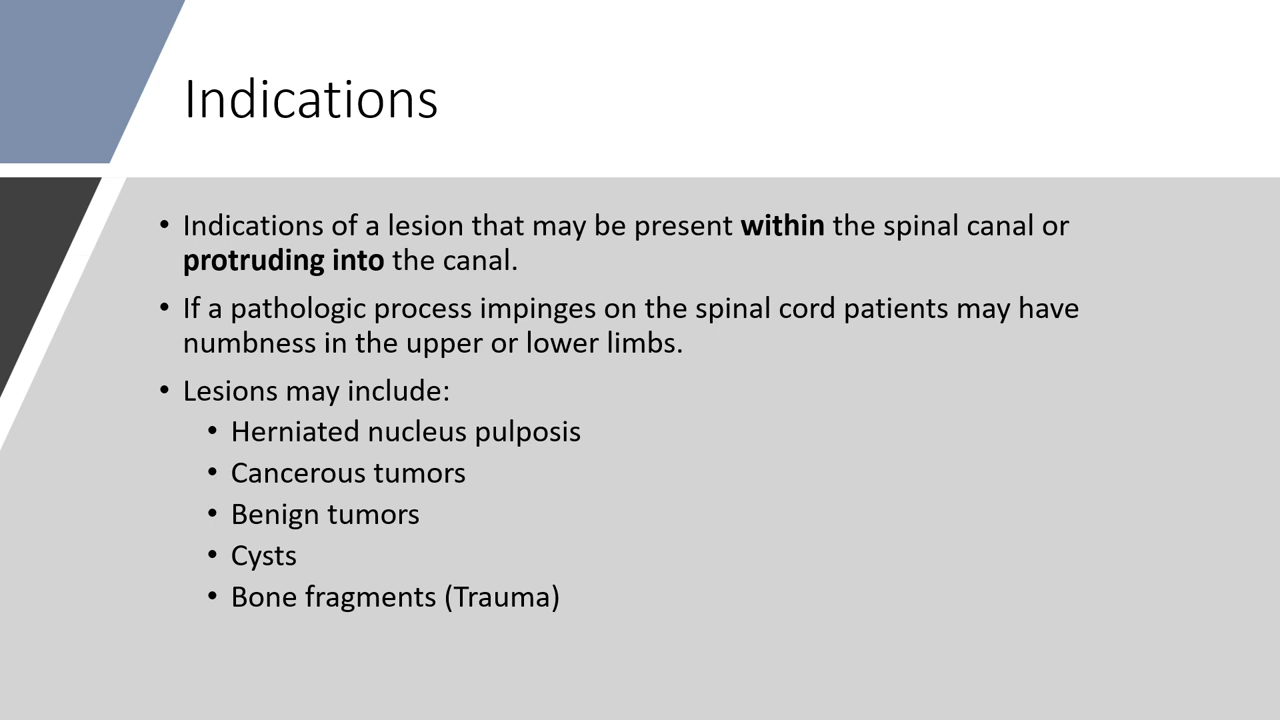 Indications
• Indications of a lesion that may be present within the spinal canal or
protruding into the canal.
• If a pathologic process impinges on the spinal cord patients may have
numbness in the upper or lower limbs.
• Lesions may include:
• Herniated nucleus pulposis
• Cancerous tumors
• Benign tumors
• Cysts
• Bone fragments (Trauma)